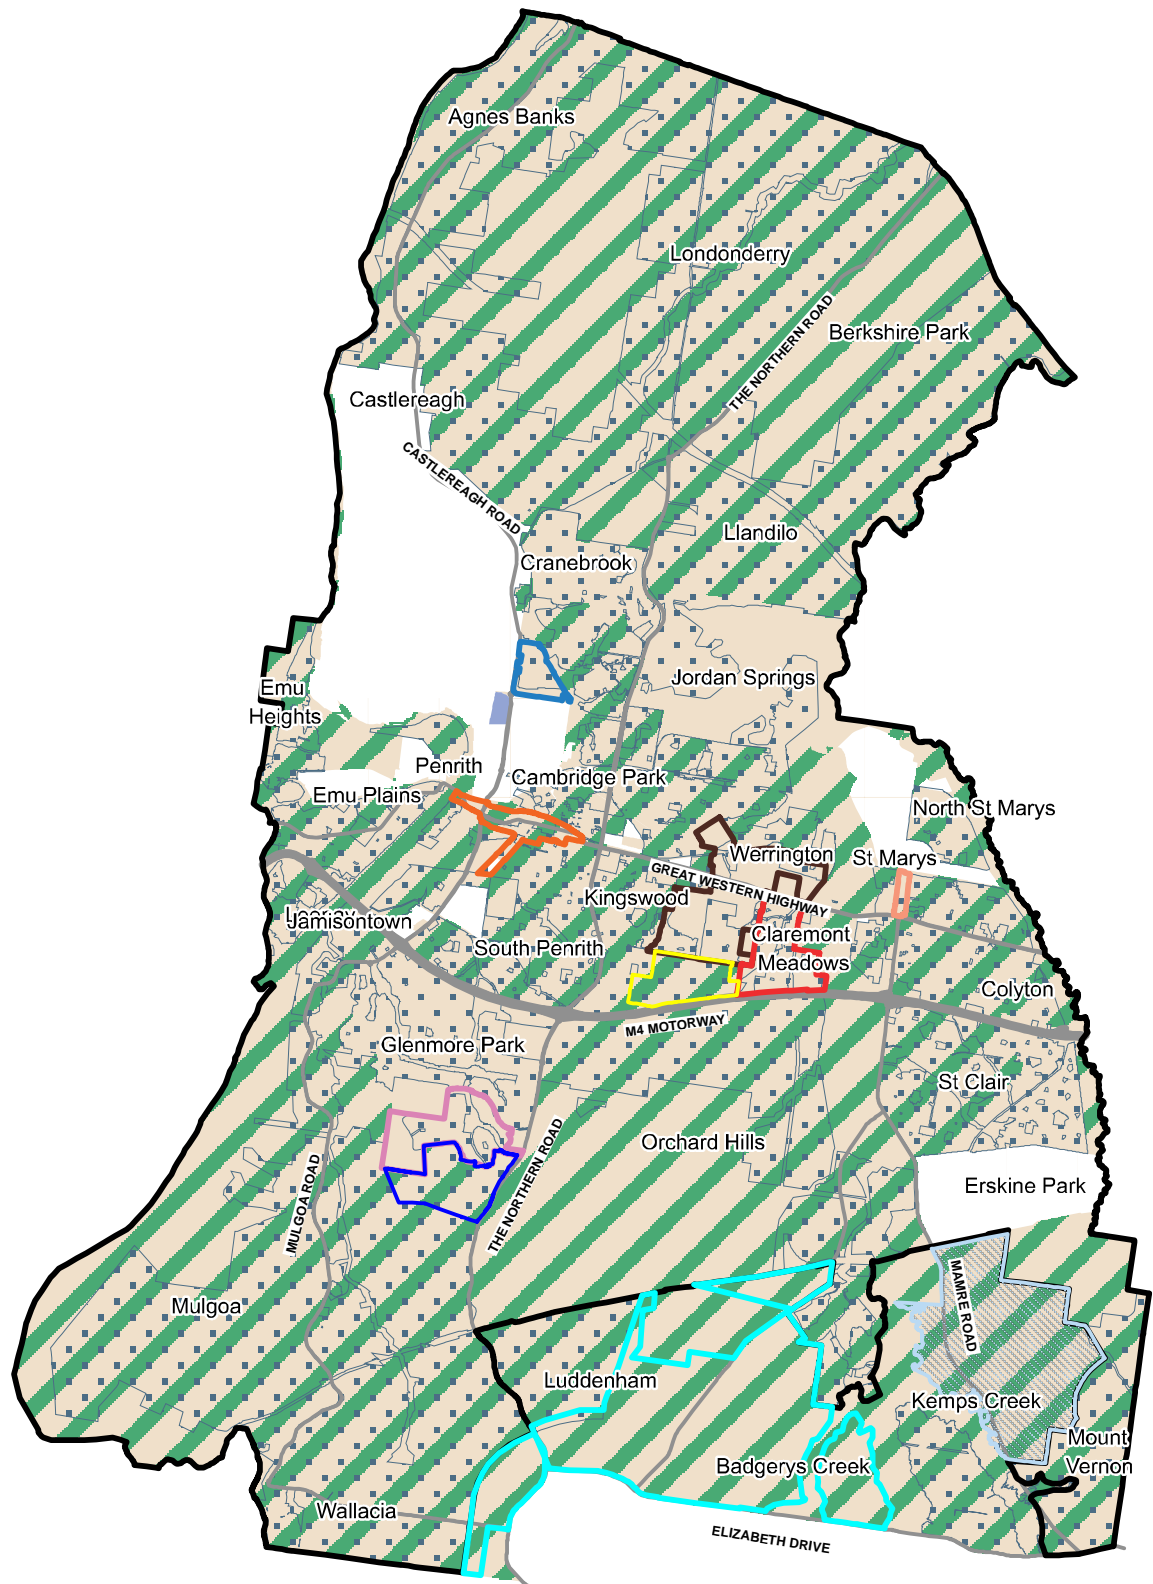 Agnes Banks
Londonderry
THE NORTHERN ROAD
Berkshire Park
Castlereagh
CASTLEREAGH ROAD
Llandilo
Cranebrook
Jordan Springs
Emu
Heights
Penrith
Cambridge Park
Emu Plains
North St Marys
Werrington
St Marys
GREAT WESTERN HIGHWAY
Kingswood
Jamisontown
Claremont
Meadows
South Penrith
Colyton
M4 MOTORWAY
Glenmore Park
St Clair
Orchard Hills
THE NORTHERN ROAD
MULGOA ROAD
Erskine Park
Mulgoa
MAMRE ROAD
Luddenham
Kemps Creek
Mount
Vernon
Badgerys Creek
Wallacia
ELIZABETH DRIVE